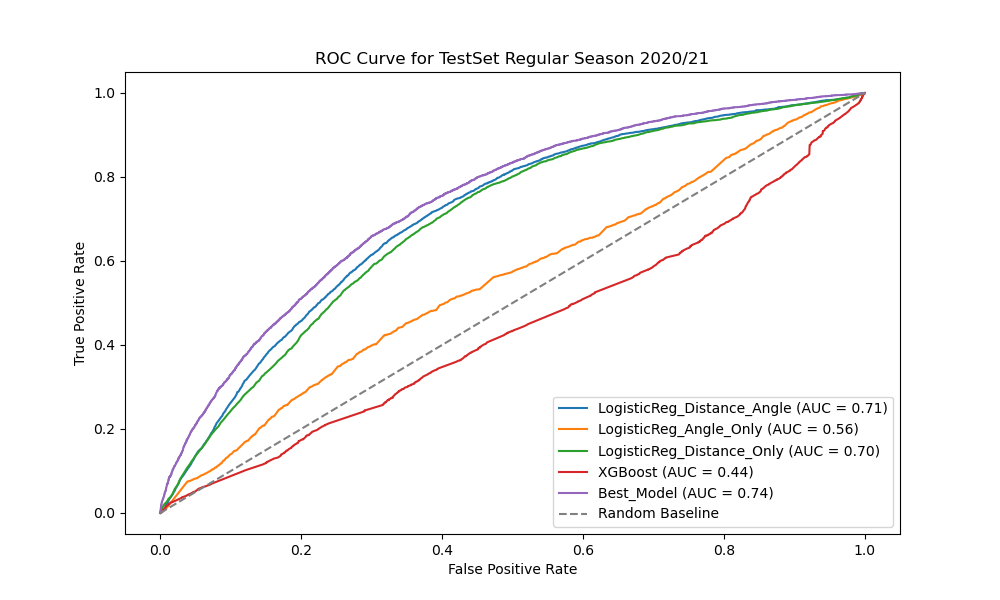 ROC Curve for TestSet Regular Season 2020/21
True Positive Rate
1.0
0.8
0.6
0.4
0.2
0.0
LogisticReg_Distance_Angle (AUC = 0.71)
LogisticReg_Angle_Only (AUC = 0.56)
LogisticReg_Distance_Only (AUC = 0.70)
XGBoost (AUC = 0.44)
Best_Model (AUC = 0.74)
Random Baseline
0.0 0.2 0.4 0.6 0.8 1.0
False Positive Rate